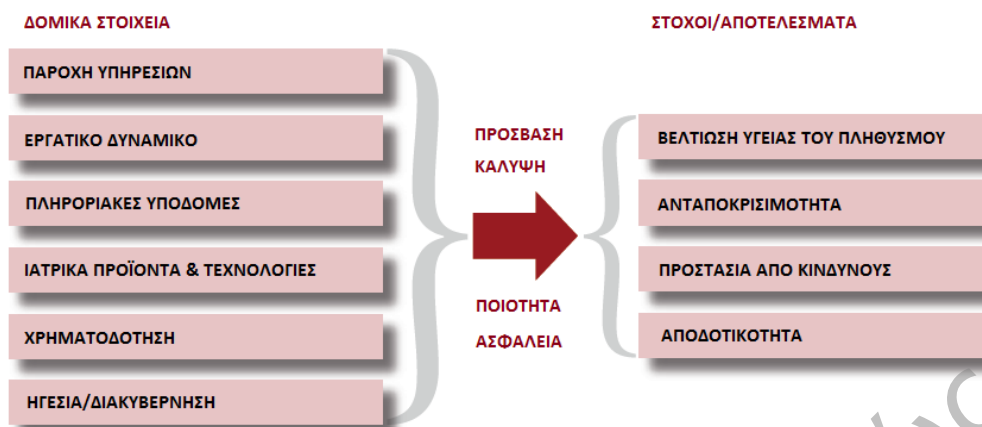 ΔΟΜΙΚΑ ΣΤΟΙΧΕΙΑ
ΠΑΡΟΧΗ ΥΠΗΡΕΣΙΩΝ
ΕΡΓΑΤΙΚΟ ΔΥΝΑΜΙΚΟ
ΠΛΗΡΟΡΙΑΚΕΣ ΥΠΟΔΟΜΕΣ
ΙΑΤΡΙΚΑ ΠΡΟΪΟΝΤΑ & ΤΕΧΝΟΛΟΓΙΕΣ
ΧΡΗΜΑΤΟΔΟΤΗΣΗ
ΗΓΕΣΙΑ/ΔΙΑΚΥΒΕΡΝΗΣΗ
ΠΡΟΣΒΑΣΗ
ΚΑΛΥΨΗ
ΠΟΙΟΤΗΤΑ
ΑΣΦΑΛΕΙΑ
ΣΤΟΧΟΙ/ΑΠΟΤΕΛΕΣΜΑΤΑ
ΒΕΛΤΙΩΣΗ ΥΓΕΙΑΣ ΤΟΥ ΠΛΗΘΥΣΜΟΥ
ΑΝΤΑΠΟΚΡΙΣΙΜΟΤΗΤΑ
ΠΡΟΣΤΑΣΙΑ ΑΠΟ ΚΙΝΔΥΝΟΥΣ
ΑΠΟΔΟΤΙΚΟΤΗΤΑ